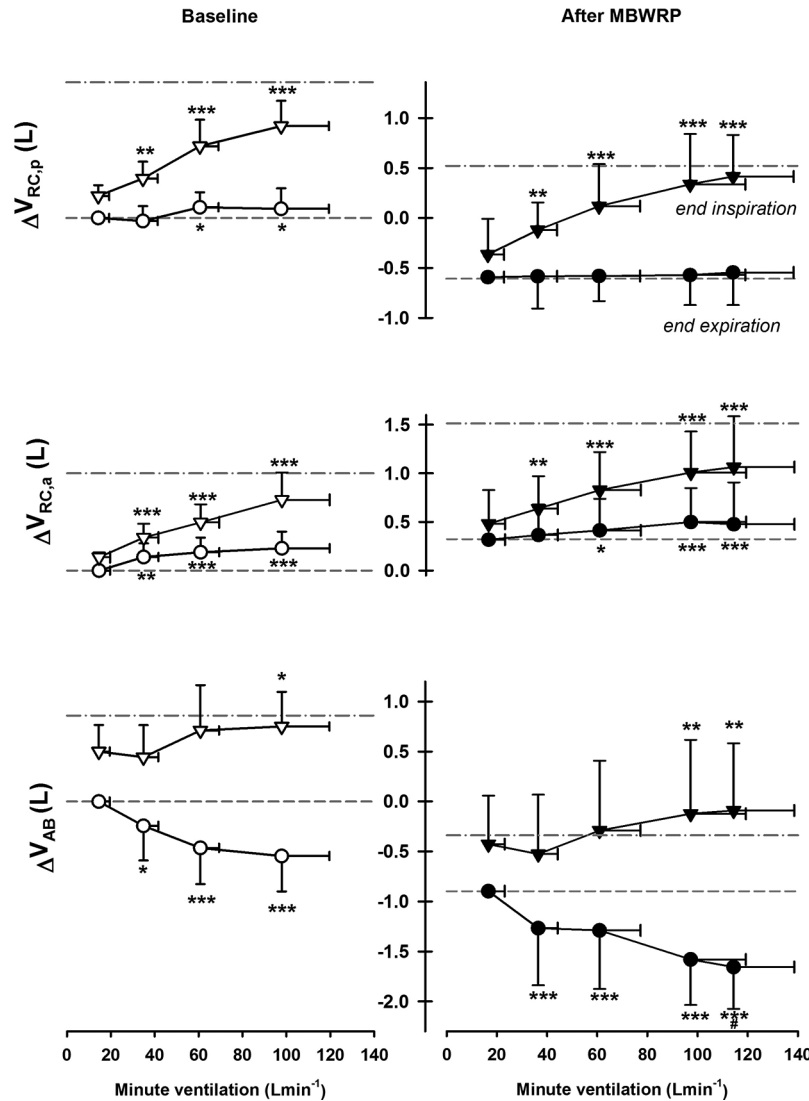 Baseline
After MBWRP
ΔV_RC,p (L)
*** *** ** * *
1.0
0.5
0.0
-0.5
-1.0
*** *** *** **
end inspiration
end expiration
ΔV_RC,a (L)
*** *** *** ** *** ***
1.5
1.0
0.5
0.0
*** *** *** ** * *** ***
ΔV_AB (L)
* * *** ***
1.0
0.5
0.0
-0.5
-1.0
-1.5
-2.0
** ** *** *** *** ***
#
0 20 40 60 80 100 120 140
0 20 40 60 80 100 120 140
Minute ventilation (Lmin⁻¹)
Minute ventilation (Lmin⁻¹)